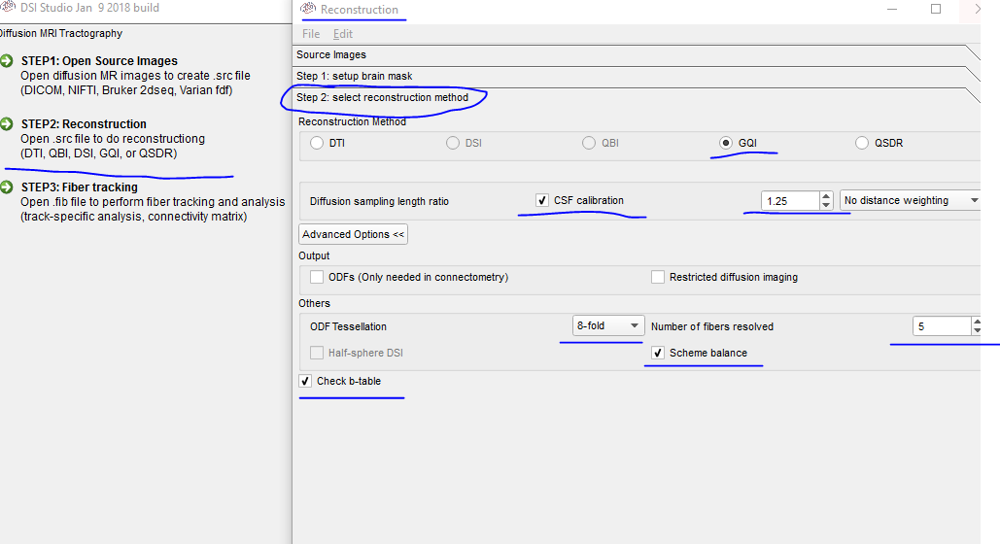 DSI Studio Jan 9 2018 build
Diffusion MRI Tractography
STEP1: Open Source Images
Open diffusion MR images to create .src file
(DICOM, NIFTI, Bruker 2dseq, Varian fdf)
STEP2: Reconstruction
Open .src file to do reconstructiong
(DTI, QBI, DSI, GQI, or QSDR)
STEP3: Fiber tracking
Open .fib file to perform fiber tracking and analysis
(track-specific analysis, connectivity matrix)
Reconstruction
File Edit
Source Images
Step 1: setup brain mask
Step 2: select reconstruction method
Reconstruction Method
DTI DSI QBI GQI QSDR
Diffusion sampling length ratio CSF calibration 1.25 No distance weighting
Advanced Options <<
Output
ODFs (Only needed in connectometry) Restricted diffusion imaging
Others
ODF Tessellation 8-fold Number of fibers resolved 5
Half-sphere DSI Scheme balance
Check b-table